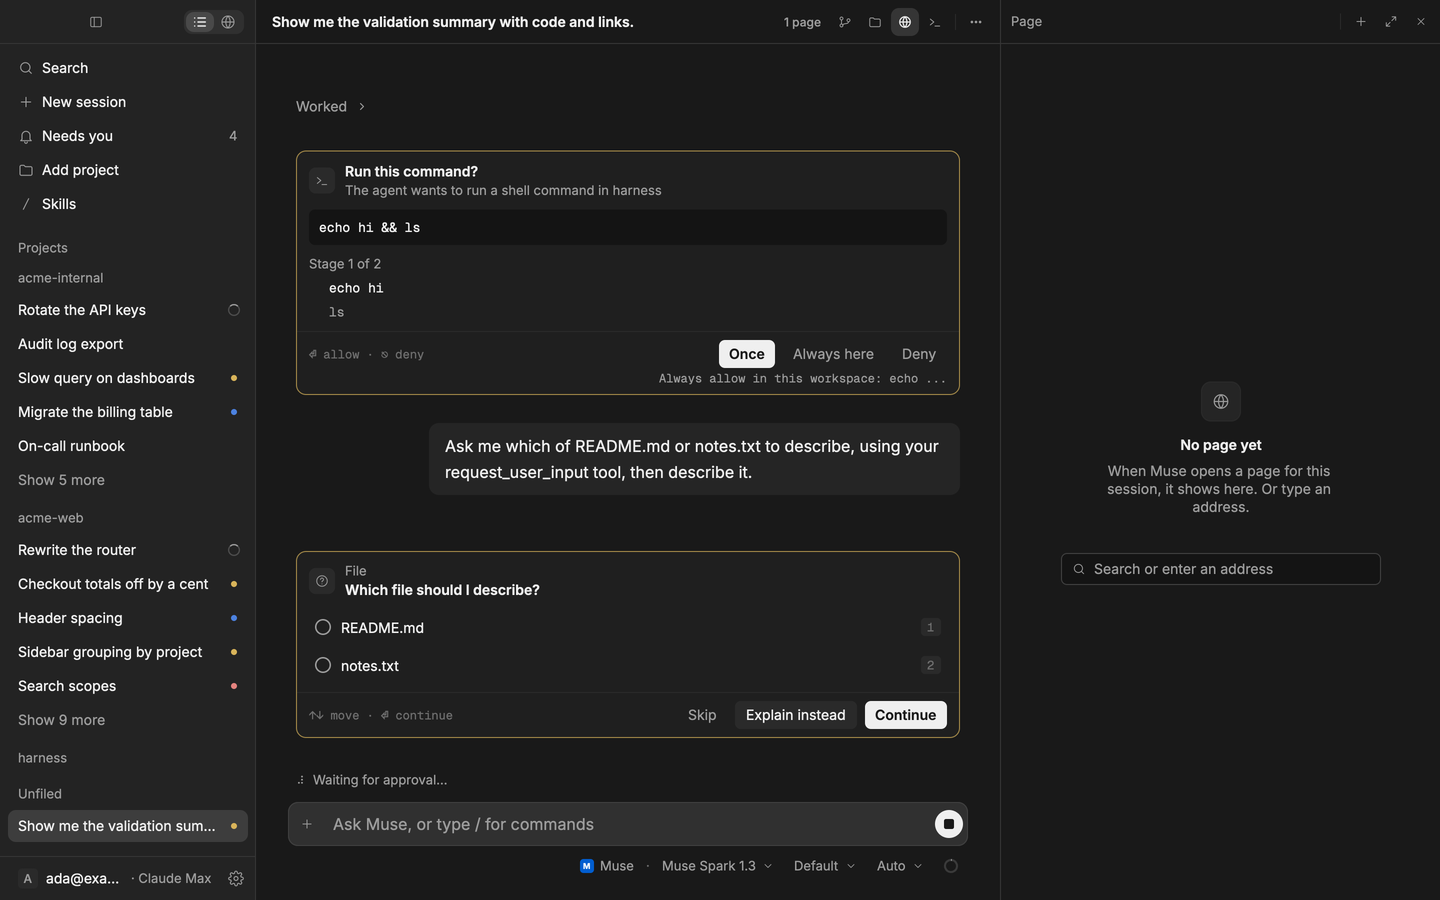 Search
New session
Needs you 4
Add project
Skills
Projects
acme-internal
Rotate the API keys
Audit log export
Slow query on dashboards
Migrate the billing table
On-call runbook
Show 5 more
acme-web
Rewrite the router
Checkout totals off by a cent
Header spacing
Sidebar grouping by project
Search scopes
Show 9 more
harness
Unfiled
Show me the validation sum...
A ada@exa... · Claude Max
Show me the validation summary with code and links.
1 page
Worked
Run this command?
The agent wants to run a shell command in harness
echo hi && ls
Stage 1 of 2
echo hi
ls
allow · deny
Once Always here Deny
Always allow in this workspace: echo ...
Ask me which of README.md or notes.txt to describe, using your
request_user_input tool, then describe it.
File
Which file should I describe?
README.md 1
notes.txt 2
move · continue
Skip Explain instead Continue
Waiting for approval...
Ask Muse, or type / for commands
M Muse · Muse Spark 1.3 Default Auto
Page
No page yet
When Muse opens a page for this
session, it shows here. Or type an
address.
Search or enter an address